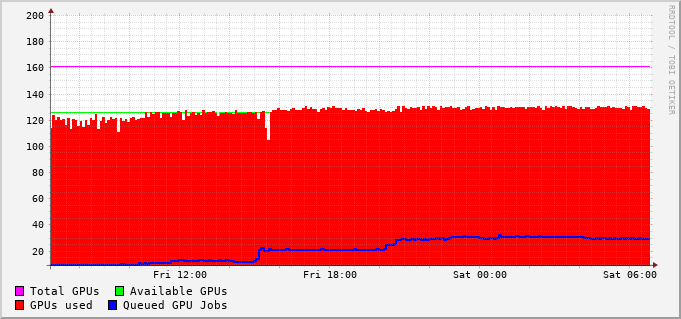 200
180
160
140
120
100
80
60
40
20
Fri 12:00 Fri 18:00 Sat 00:00 Sat 06:00
Total GPUs Available GPUs
GPUs used Queued GPU Jobs
RRDTOOL / TOBI OETIKER